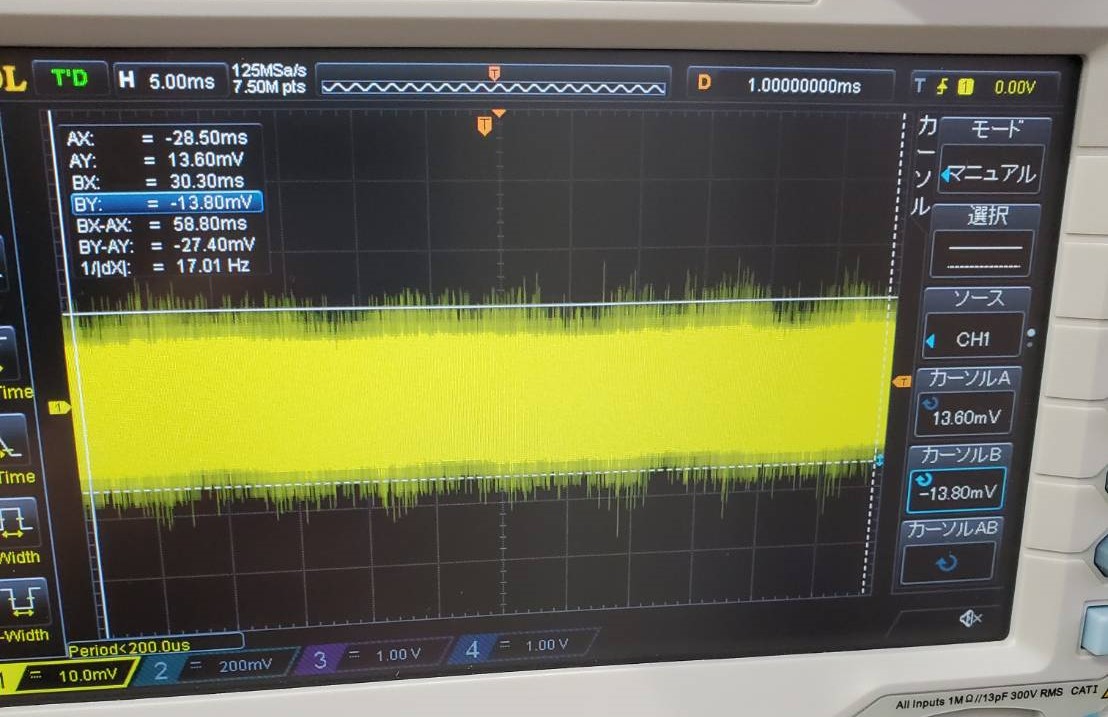 OL T'D H 5.00ms 125MSa/s 7.50M pts T D 1.00000000ms T 1 0.00V
T
AX: = -28.50ms
AY: = 13.60mV
BX: = 30.30ms
BY: = -13.80mV
BX-AX: = 58.80ms
BY-AY: = -27.40mV
1/|dX|: = 17.01 Hz
カーソル
モード
マニュアル
選択
ソース
CH1
カーソルA
13.60mV
カーソルB
-13.80mV
カーソルAB
1
T
Time
Time
Width
-Width
Period<200.0us
1 = 10.0mV 2 = 200mV 3 = 1.00 V 4 = 1.00 V
All Inputs 1MΩ//13pF 300V RMS CAT I